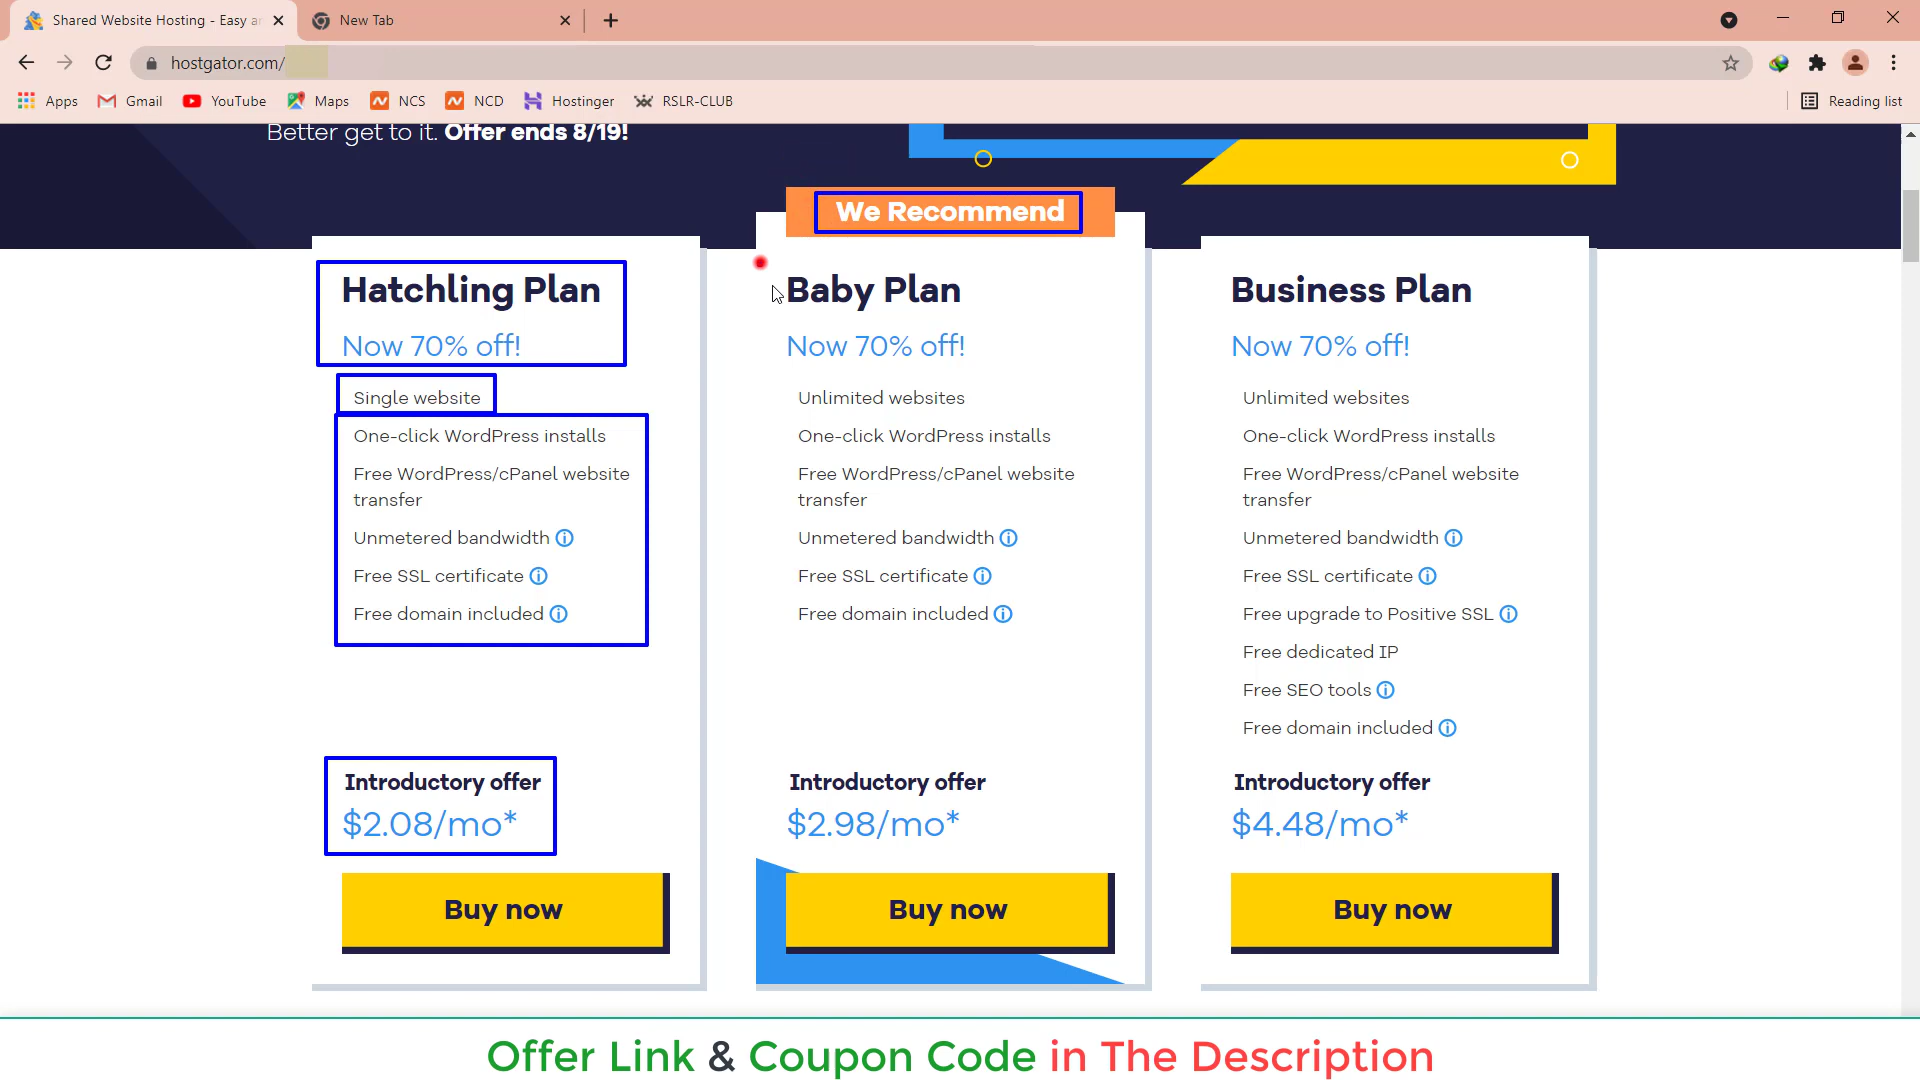 Shared Website Hosting - Easy a
New Tab
hostgator.com/
Apps
Gmail
YouTube
Maps
NCS
NCD
Hostinger
RSLR-CLUB
Reading list
Better get to it. Offer ends 8/19!
We Recommend
Hatchling Plan
Now 70% off!
Single website
One-click WordPress installs
Free WordPress/cPanel website
transfer
Unmetered bandwidth
Free SSL certificate
Free domain included
Introductory offer
$2.08/mo*
Buy now
Baby Plan
Now 70% off!
Unlimited websites
One-click WordPress installs
Free WordPress/cPanel website
transfer
Unmetered bandwidth
Free SSL certificate
Free domain included
Introductory offer
$2.98/mo*
Buy now
Business Plan
Now 70% off!
Unlimited websites
One-click WordPress installs
Free WordPress/cPanel website
transfer
Unmetered bandwidth
Free SSL certificate
Free upgrade to Positive SSL
Free dedicated IP
Free SEO tools
Free domain included
Introductory offer
$4.48/mo*
Buy now
Offer Link & Coupon Code in The Description